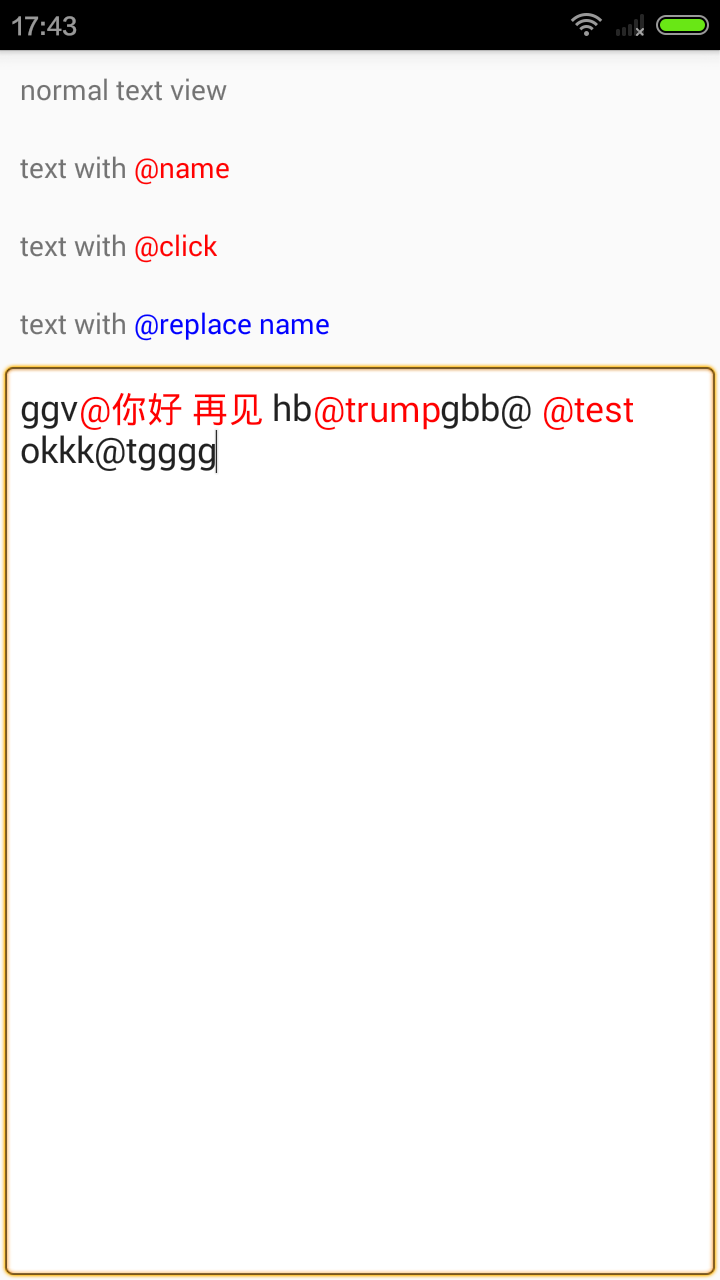 17:43
normal text view
text with @name
text with @click
text with @replace name
ggv@你好 再见 hb@trumpgbb@ @test
okkk@tgggg